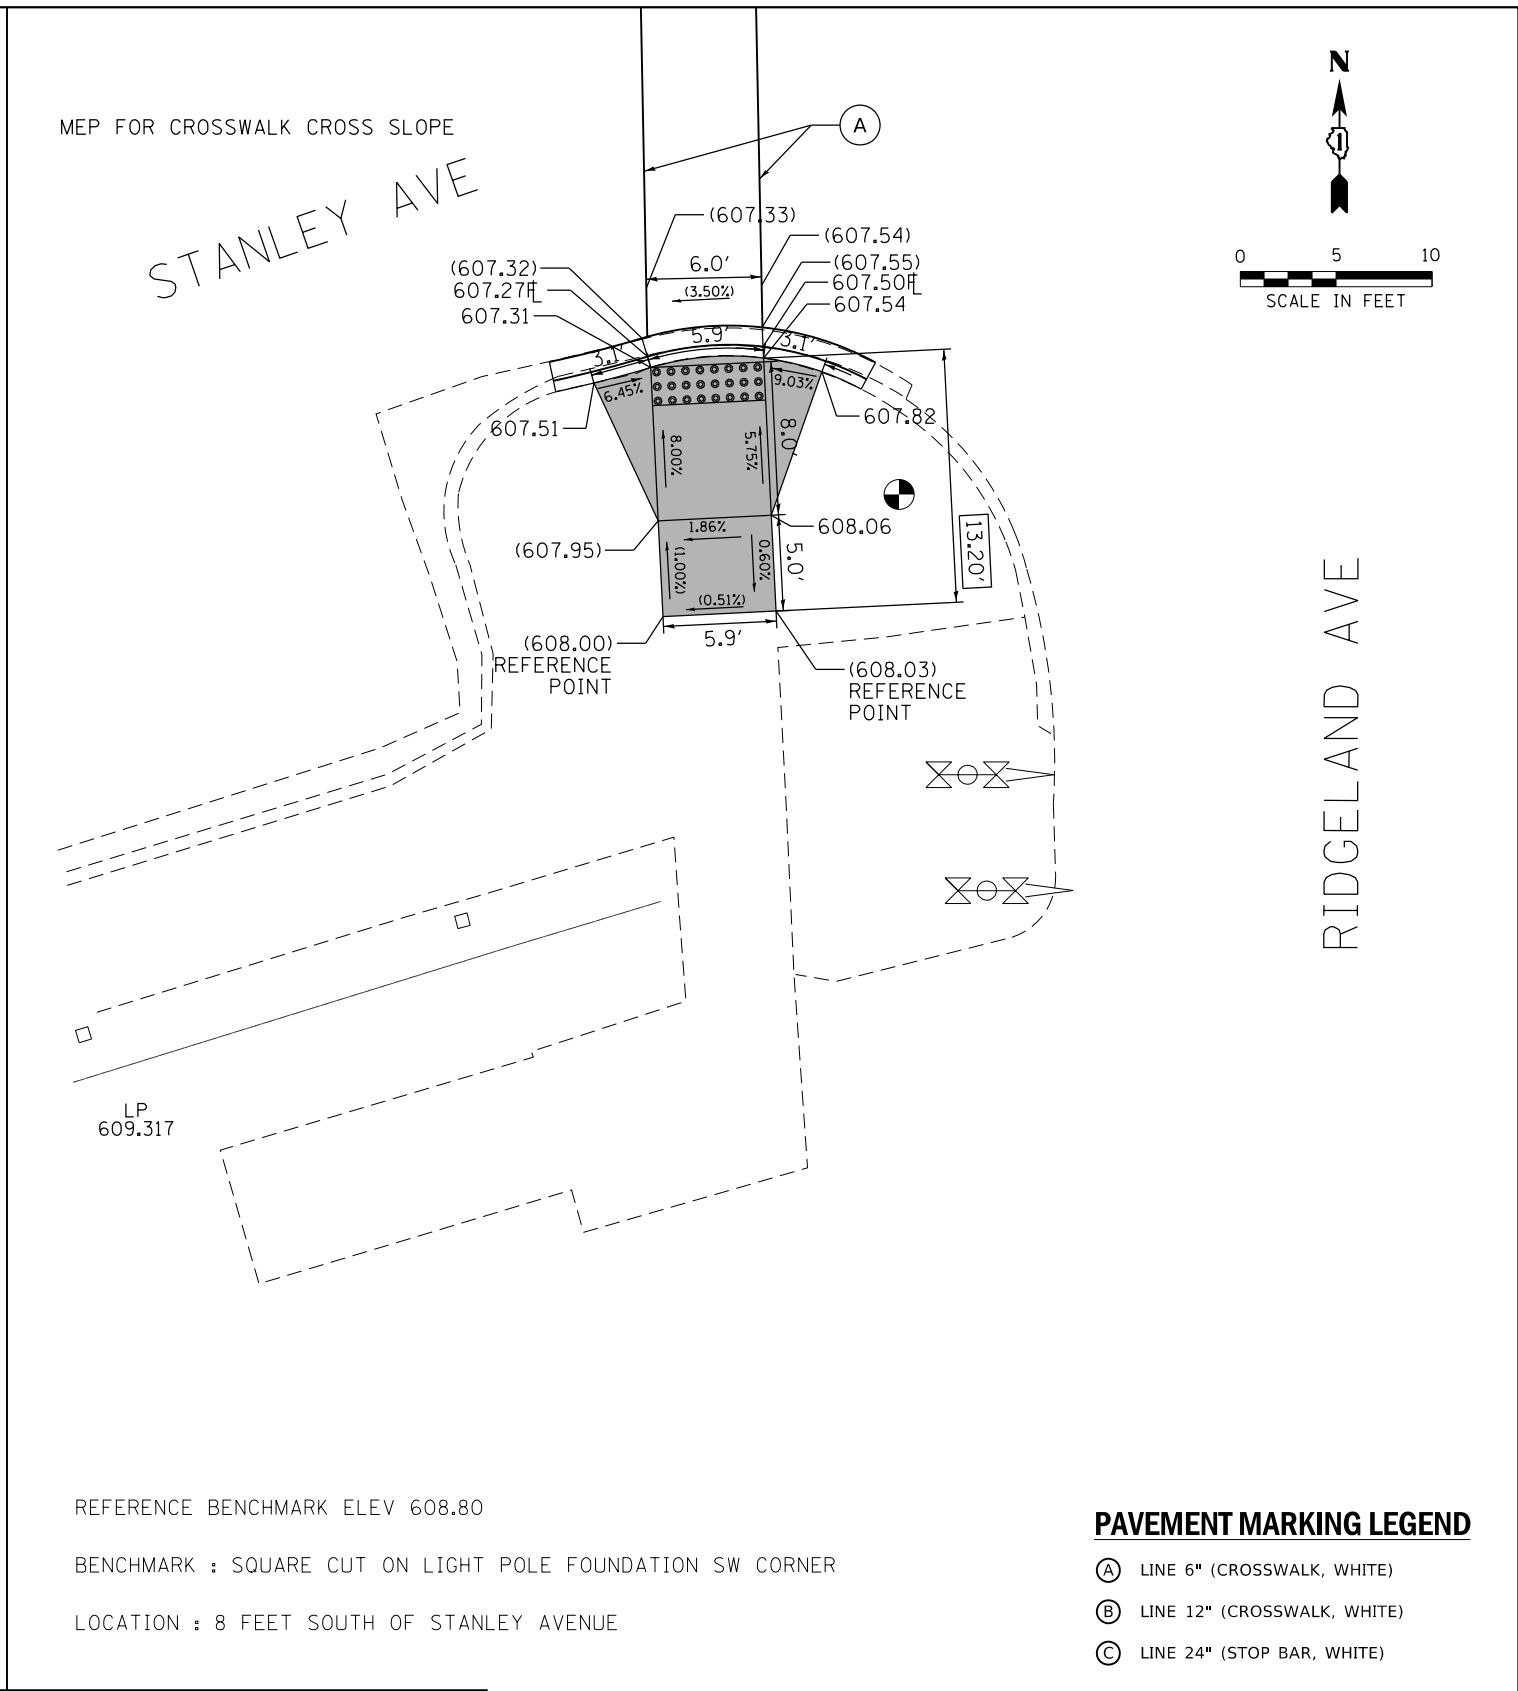 N
MEP FOR CROSSWALK CROSS SLOPE
A
STANLEY AVE
0 5 10
SCALE IN FEET
(607.33)
(607.54)
(607.32)
6.0'
(607.55)
607.27FL
(3.50%)
607.50FL
607.31
607.54
3.1'
5.9'
3.1'
6.45%
9.03%
607.51
607.82
8.00%
5.75%
8.0'
1.86%
608.06
(607.95)
(1.00%)
0.60%
5.0'
13.20'
(0.51%)
5.9'
(608.00)
REFERENCE
POINT
(608.03)
REFERENCE
POINT
RIDGELAND AVE
LP
609.317
REFERENCE BENCHMARK ELEV 608.80
BENCHMARK : SQUARE CUT ON LIGHT POLE FOUNDATION SW CORNER
LOCATION : 8 FEET SOUTH OF STANLEY AVENUE
PAVEMENT MARKING LEGEND
A LINE 6" (CROSSWALK, WHITE)
B LINE 12" (CROSSWALK, WHITE)
C LINE 24" (STOP BAR, WHITE)